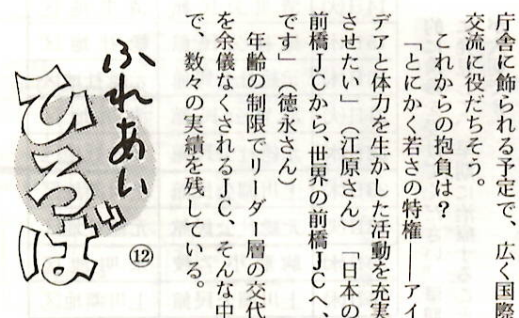 庁舎に飾られる予定で、広く国際
交流に役だちそう。
　これからの抱負は？
　「とにかく若さの特権――アイ
デアと体力を生かした活動を充実
させたい」（江原さん）「日本の
前橋ＪＣから、世界の前橋ＪＣへ、
です」（徳永さん）
　年齢の制限でリーダー層の交代
を余儀なくされるＪＣ、そんな中
で、数々の実績を残している。
ふれあい
ひろば
⑫